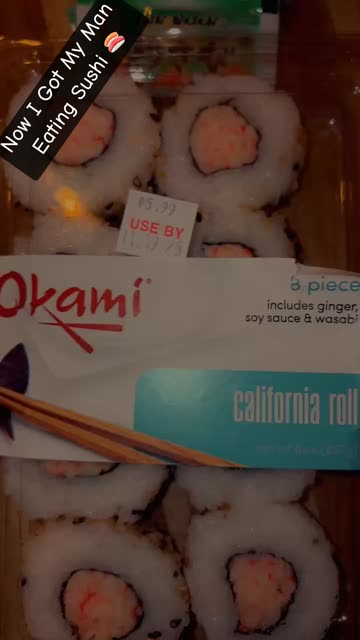 Now I Got My Man
Eating Sushi 🍣
$5.99
USE BY
Okami
8 piece
includes ginger,
soy sauce & wasabi
california roll